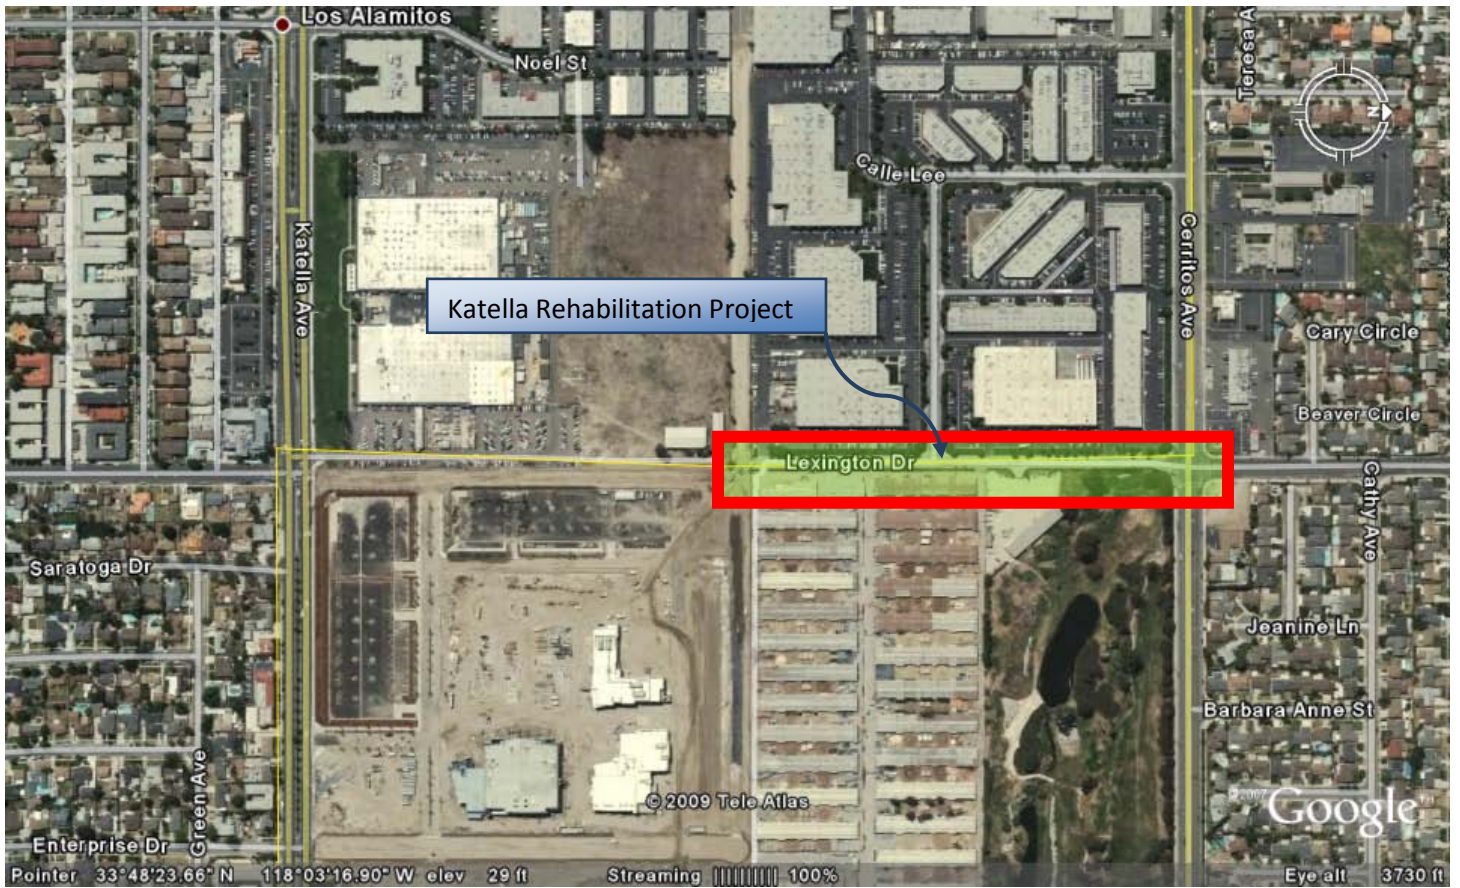 Los Alamitos
Noel St
Teresa A
N
Calle Lee
Katella Ave
Cerritos Ave
Katella Rehabilitation Project
Cary Circle
Beaver Circle
Lexington Dr
Cathy Ave
Saratoga Dr
Jeanine Ln
Barbara Anne St
Green Ave
© 2009 Tele Atlas
© 2007 Google™
Enterprise Dr
Pointer 33°48'23.66" N 118°03'16.90" W elev 29 ft Streaming |||||||||| 100% Eye alt 3730 ft